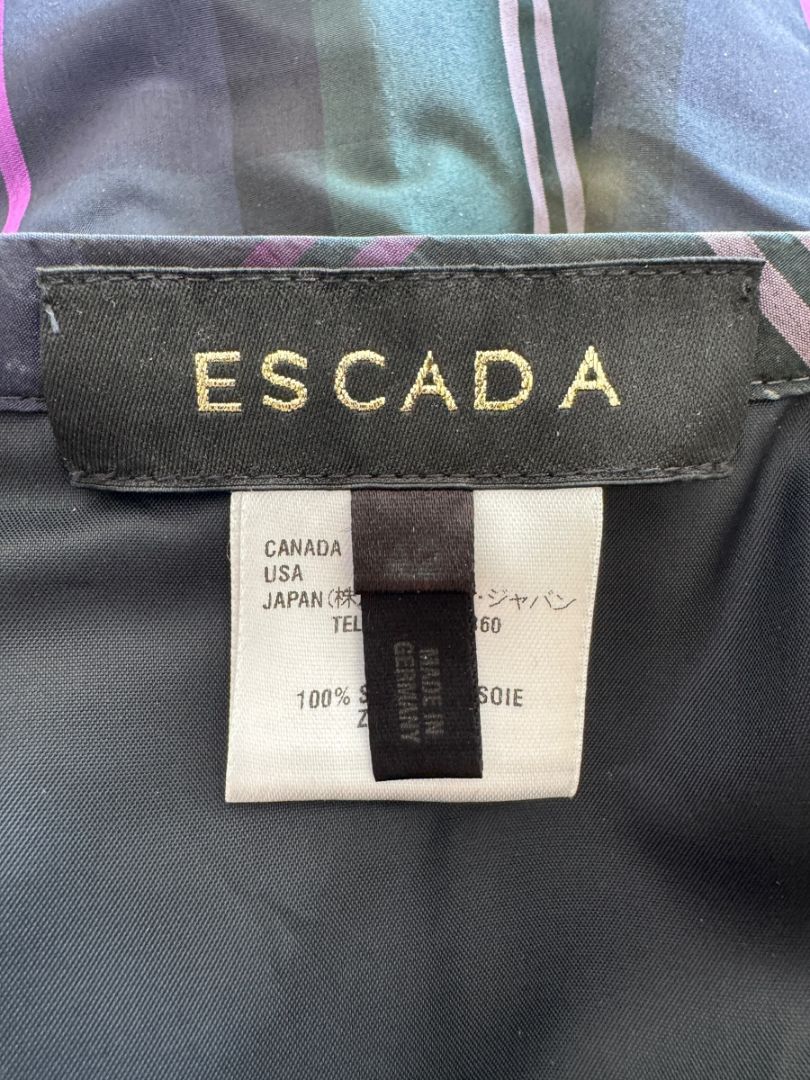 ESCADA
CANADA
USA
JAPAN(株 ・ジャパン
TEL 360
MADE IN
GERMANY
100% SOIE